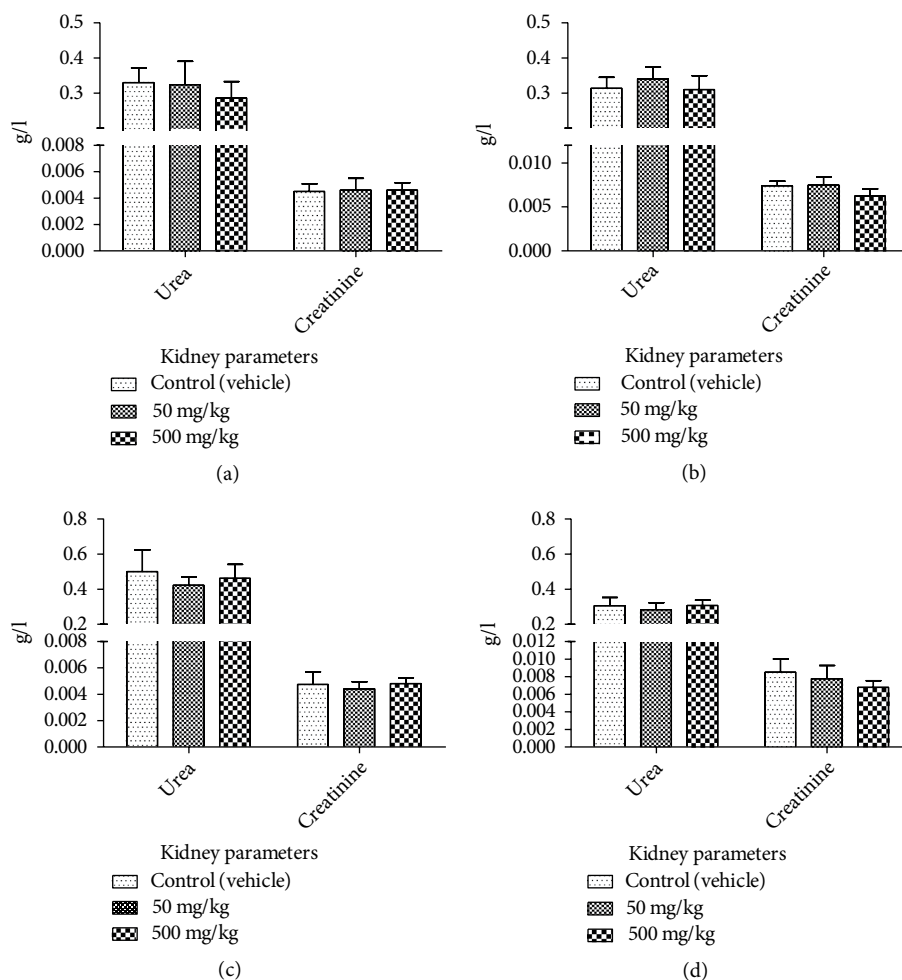 0.5
0.4
0.3
0.008
0.006
0.004
0.002
0.000
g/l
Urea
Creatinine
Kidney parameters
Control (vehicle)
50 mg/kg
500 mg/kg
(a)
0.5
0.4
0.3
0.010
0.005
0.000
g/l
Urea
Creatinine
Kidney parameters
Control (vehicle)
50 mg/kg
500 mg/kg
(b)
0.8
0.6
0.4
0.2
0.008
0.006
0.004
0.002
0.000
g/l
Urea
Creatinine
Kidney parameters
Control (vehicle)
50 mg/kg
500 mg/kg
(c)
0.8
0.6
0.4
0.2
0.012
0.010
0.008
0.006
0.004
0.002
0.000
g/l
Urea
Creatinine
Kidney parameters
Control (vehicle)
50 mg/kg
500 mg/kg
(d)